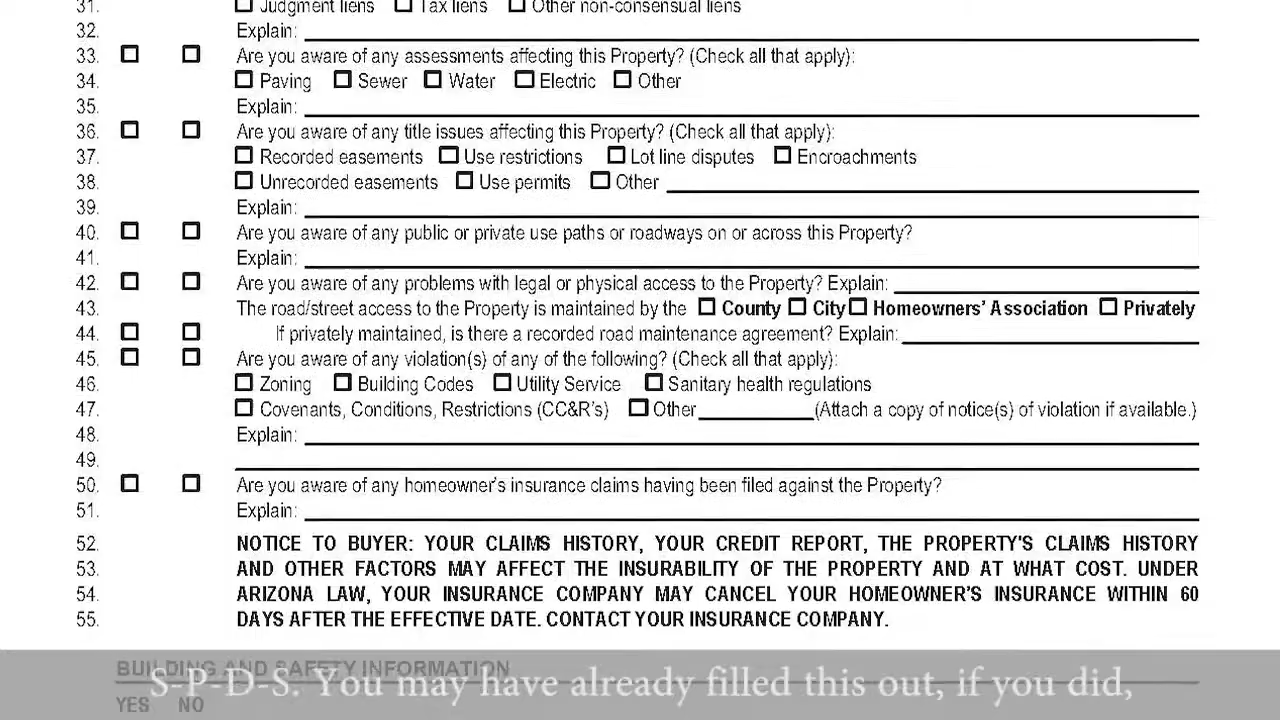 31. Judgment liens Tax liens Other non-consensual liens
32. Explain:
33. Are you aware of any assessments affecting this Property? (Check all that apply):
34. Paving Sewer Water Electric Other
35. Explain:
36. Are you aware of any title issues affecting this Property? (Check all that apply):
37. Recorded easements Use restrictions Lot line disputes Encroachments
38. Unrecorded easements Use permits Other
39. Explain:
40. Are you aware of any public or private use paths or roadways on or across this Property?
41. Explain:
42. Are you aware of any problems with legal or physical access to the Property? Explain:
43. The road/street access to the Property is maintained by the County City Homeowners' Association Privately
44. If privately maintained, is there a recorded road maintenance agreement? Explain:
45. Are you aware of any violation(s) of any of the following? (Check all that apply):
46. Zoning Building Codes Utility Service Sanitary health regulations
47. Covenants, Conditions, Restrictions (CC&R's) Other (Attach a copy of notice(s) of violation if available.)
48. Explain:
49.
50. Are you aware of any homeowner's insurance claims having been filed against the Property?
51. Explain:
52. NOTICE TO BUYER: YOUR CLAIMS HISTORY, YOUR CREDIT REPORT, THE PROPERTY'S CLAIMS HISTORY
53. AND OTHER FACTORS MAY AFFECT THE INSURABILITY OF THE PROPERTY AND AT WHAT COST. UNDER
54. ARIZONA LAW, YOUR INSURANCE COMPANY MAY CANCEL YOUR HOMEOWNER'S INSURANCE WITHIN 60
55. DAYS AFTER THE EFFECTIVE DATE. CONTACT YOUR INSURANCE COMPANY.
BUILDING AND SAFETY INFORMATION
S-P-D-S. You may have already filled this out, if you did,
YES NO